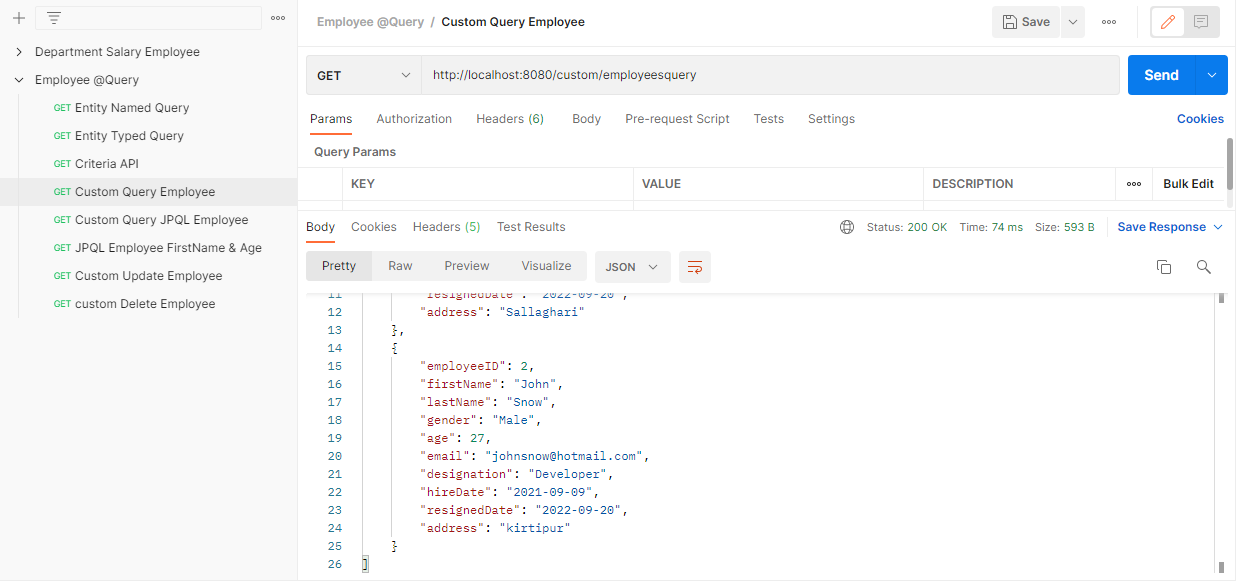 Employee @Query / Custom Query Employee
Save
Department Salary Employee
Employee @Query
GET Entity Named Query
GET Entity Typed Query
GET Criteria API
GET Custom Query Employee
GET Custom Query JPQL Employee
GET JPQL Employee FirstName & Age
GET Custom Update Employee
GET custom Delete Employee
GET http://localhost:8080/custom/employeesquery Send
Params Authorization Headers (6) Body Pre-request Script Tests Settings Cookies
Query Params
KEY VALUE DESCRIPTION Bulk Edit
Body Cookies Headers (5) Test Results Status: 200 OK Time: 74 ms Size: 593 B Save Response
Pretty Raw Preview Visualize JSON
11 "resignedDate": "2022-09-20",
12 "address": "Sallaghari"
13 },
14 {
15 "employeeID": 2,
16 "firstName": "John",
17 "lastName": "Snow",
18 "gender": "Male",
19 "age": 27,
20 "email": "johnsnow@hotmail.com",
21 "designation": "Developer",
22 "hireDate": "2021-09-09",
23 "resignedDate": "2022-09-20",
24 "address": "kirtipur"
25 }
26 ]